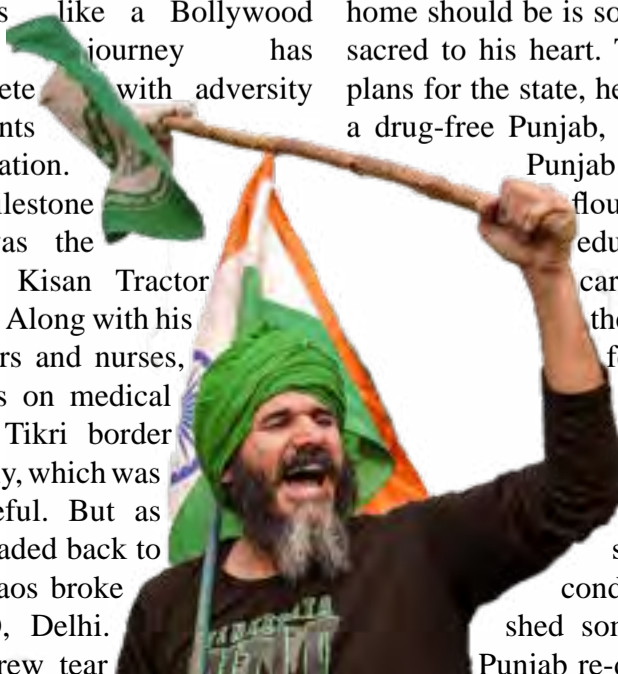 s like a Bollywood
journey has
ete with adversity
nts
ation.
ilestone
as the
Kisan Tractor
Along with his
rs and nurses,
s on medical
Tikri border
y, which was
eful. But as
aded back to
aos broke
, Delhi.
rew tear
home should be is so
sacred to his heart.
plans for the state, he
a drug-free Punjab,
Punjab
flou
edu
car
the
cond
shed
Punjab re-
VIRGINIA